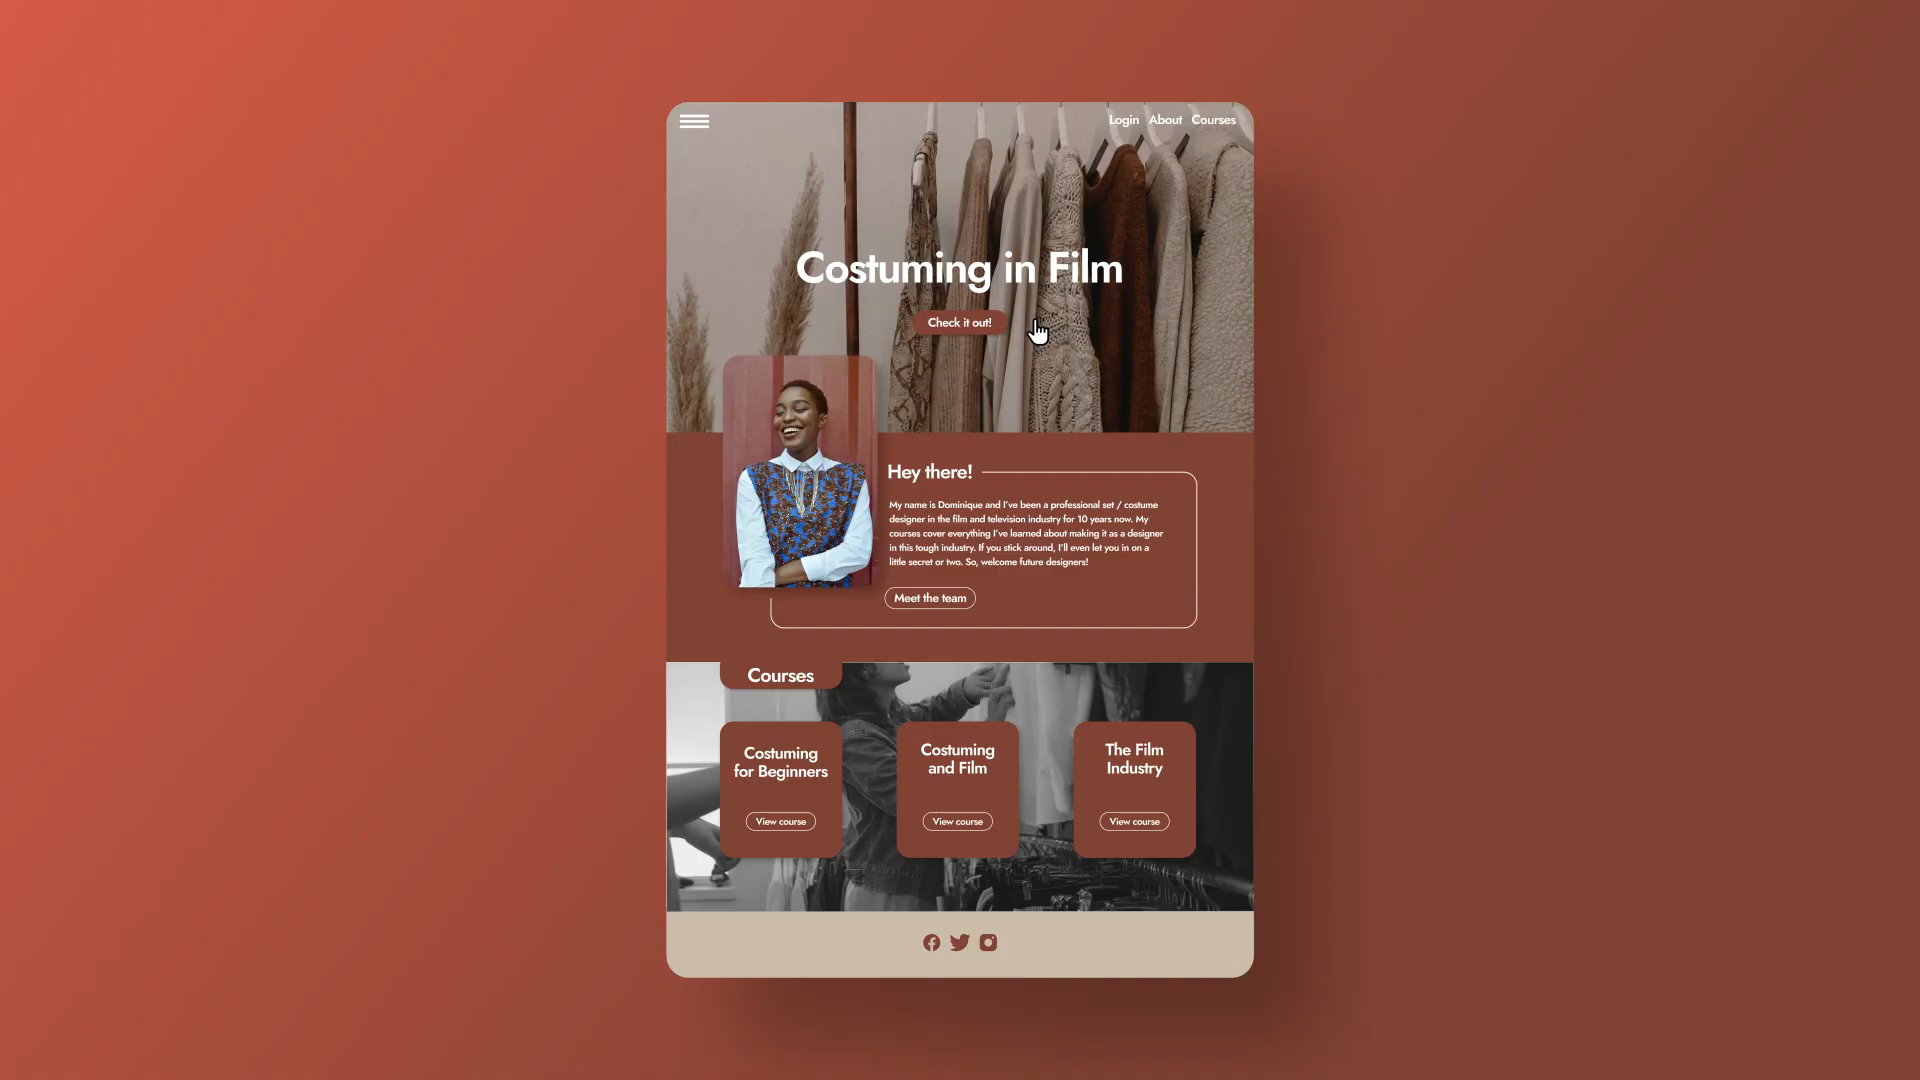 Login About Courses
Costuming in Film
Check it out!
Hey there!
My name is Dominique and I've been a professional set / costume
designer in the film and television industry for 10 years now. My
courses cover everything I've learned about making it as a designer
in this tough industry. If you stick around, I'll even let you in on a
little secret or two. So, welcome future designers!
Meet the team
Courses
Costuming
for Beginners
View course
Costuming
and Film
View course
The Film
Industry
View course